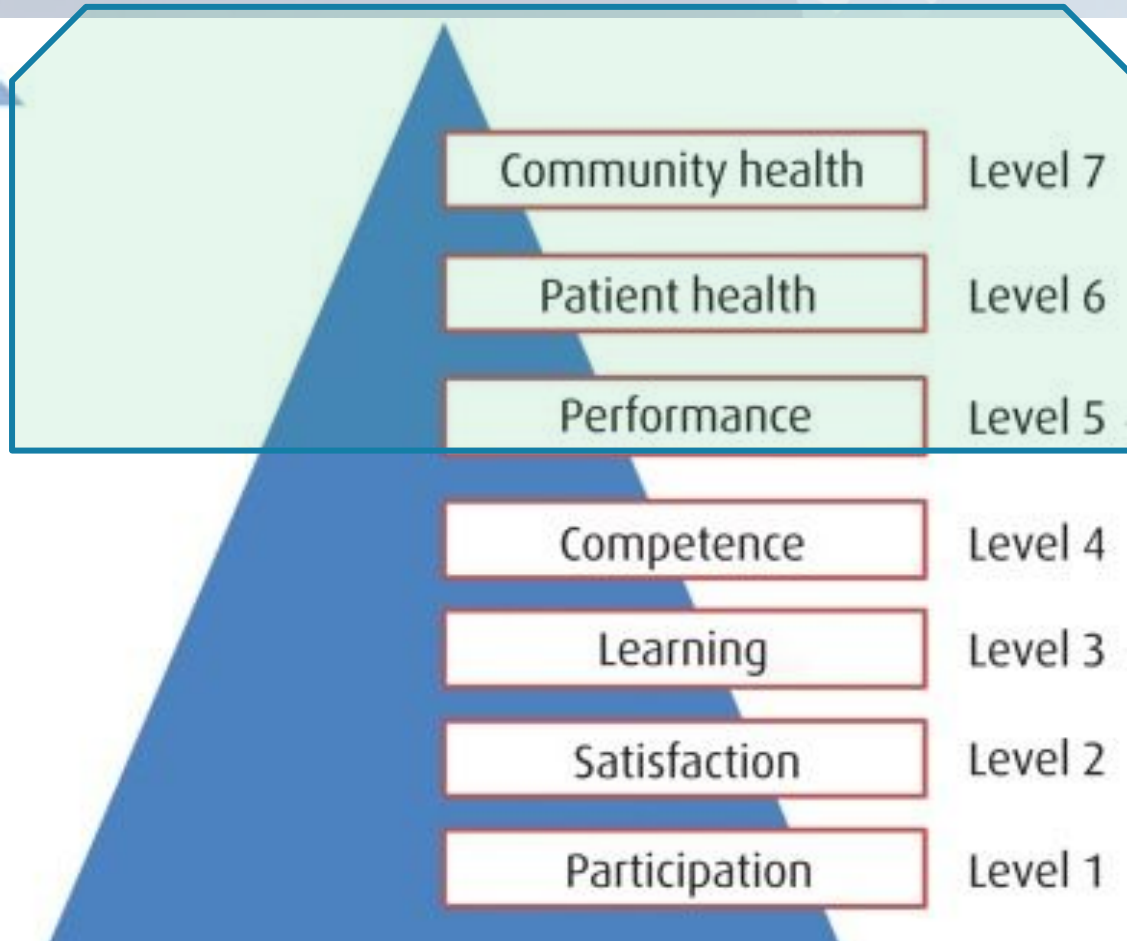 Community health Level 7
Patient health Level 6
Performance Level 5
Competence Level 4
Learning Level 3
Satisfaction Level 2
Participation Level 1